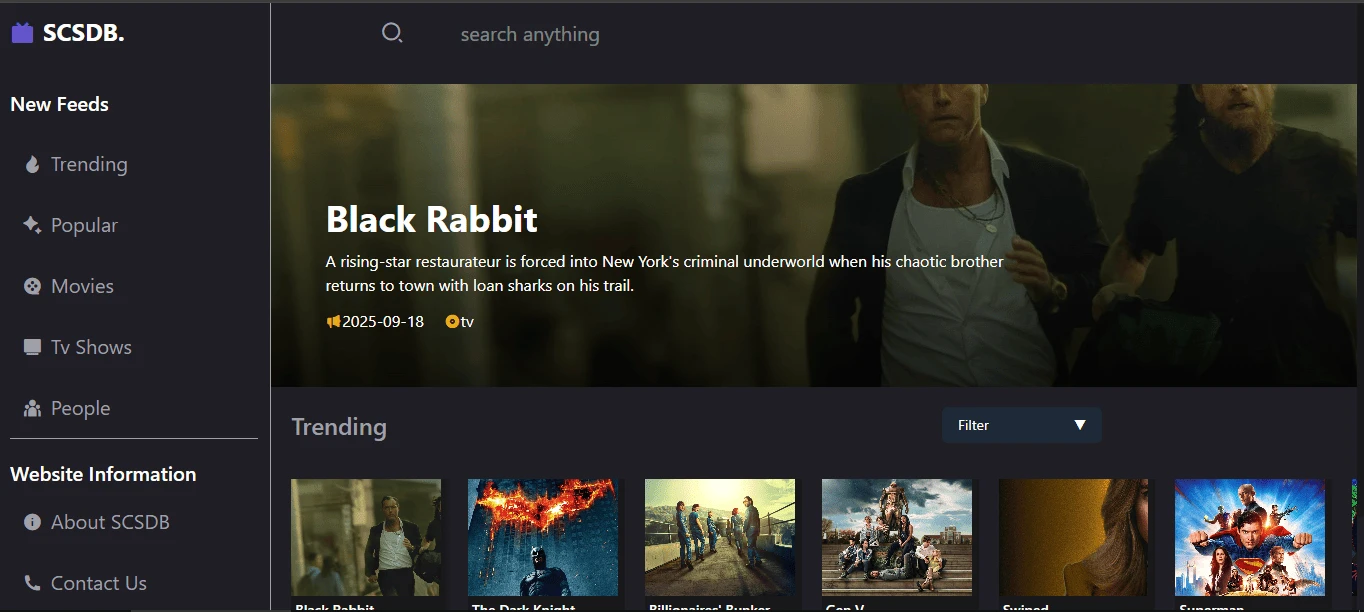 SCSDB.
search anything
New Feeds
Trending
Popular
Movies
Tv Shows
People
Website Information
About SCSDB
Contact Us
Black Rabbit
A rising-star restaurateur is forced into New York's criminal underworld when his chaotic brother
returns to town with loan sharks on his trail.
2025-09-18 tv
Trending
Filter
Black Rabbit
The Dark Knight
Billionaires' Bunker
Gen V
Swiped
Superman